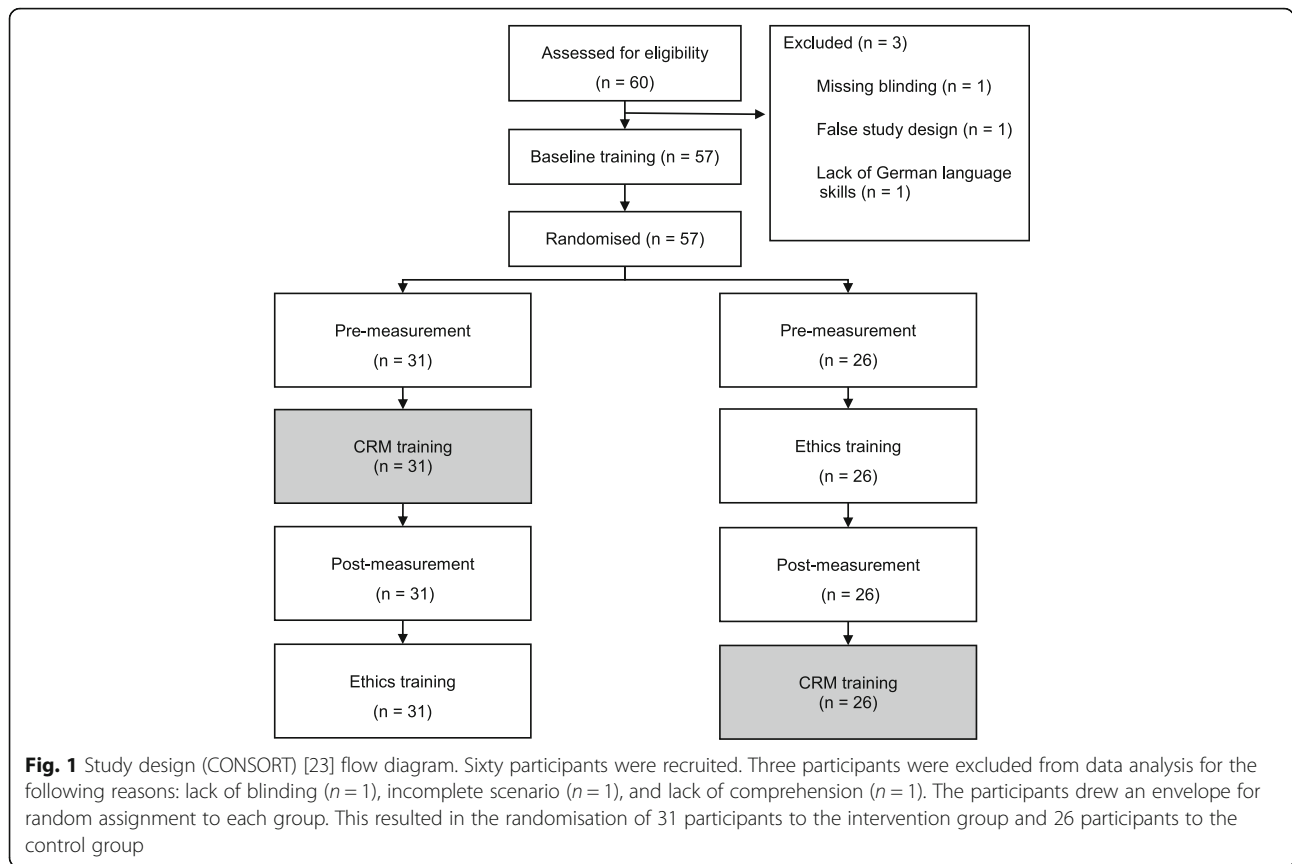 Assessed for eligibility
(n = 60)
Excluded (n = 3)
Missing blinding (n = 1)
False study design (n = 1)
Lack of German language
skills (n = 1)
Baseline training (n = 57)
Randomised (n = 57)
Pre-measurement
(n = 31)
CRM training
(n = 31)
Post-measurement
(n = 31)
Ethics training
(n = 31)
Pre-measurement
(n = 26)
Ethics training
(n = 26)
Post-measurement
(n = 26)
CRM training
(n = 26)
Fig. 1 Study design (CONSORT) [23] flow diagram. Sixty participants were recruited. Three participants were excluded from data analysis for the
following reasons: lack of blinding (n = 1), incomplete scenario (n = 1), and lack of comprehension (n = 1). The participants drew an envelope for
random assignment to each group. This resulted in the randomisation of 31 participants to the intervention group and 26 participants to the
control group